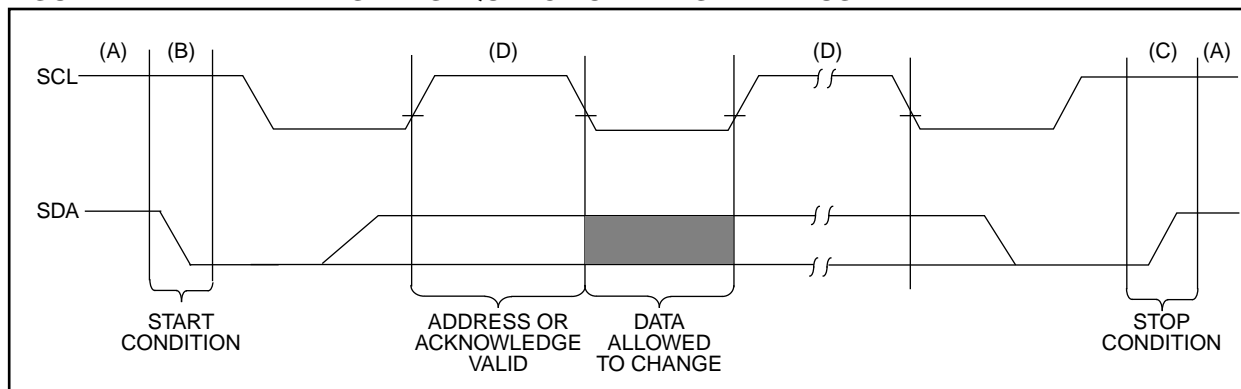 (A) (B) (D) (D) (C) (A)
SCL
SDA
START
CONDITION
ADDRESS OR
ACKNOWLEDGE
VALID
DATA
ALLOWED
TO CHANGE
STOP
CONDITION